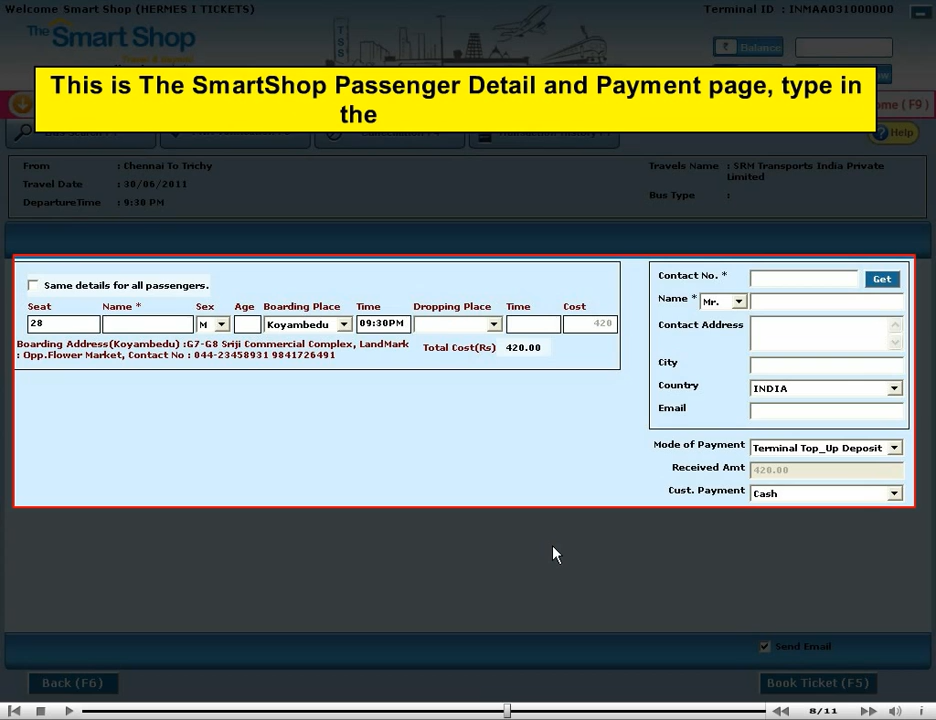 Welcome Smart Shop (HERMES I TICKETS)
Terminal ID : INMAA031000000
The Smart Shop
TSS
₹ Balance
This is The SmartShop Passenger Detail and Payment page, type in
the
ome ( F9 )
Help
From : Chennai To Trichy
Travel Date : 30/06/2011
DepartureTime : 9:30 PM
Travels Name : SRM Transports India Private
Limited
Bus Type :
Same details for all passengers.
Seat Name * Sex Age Boarding Place Time Dropping Place Time Cost
28 M Koyambedu 09:30PM 420
Boarding Address(Koyambedu) :G7-G8 Sriji Commercial Complex, LandMark
: Opp.Flower Market, Contact No : 044-23458931 9841726491
Total Cost(Rs) 420.00
Contact No. * Get
Name * Mr.
Contact Address
City
Country INDIA
Email
Mode of Payment Terminal Top_Up Deposit
Received Amt 420.00
Cust. Payment Cash
Send Email
Back (F6)
Book Ticket (F5)
8/11